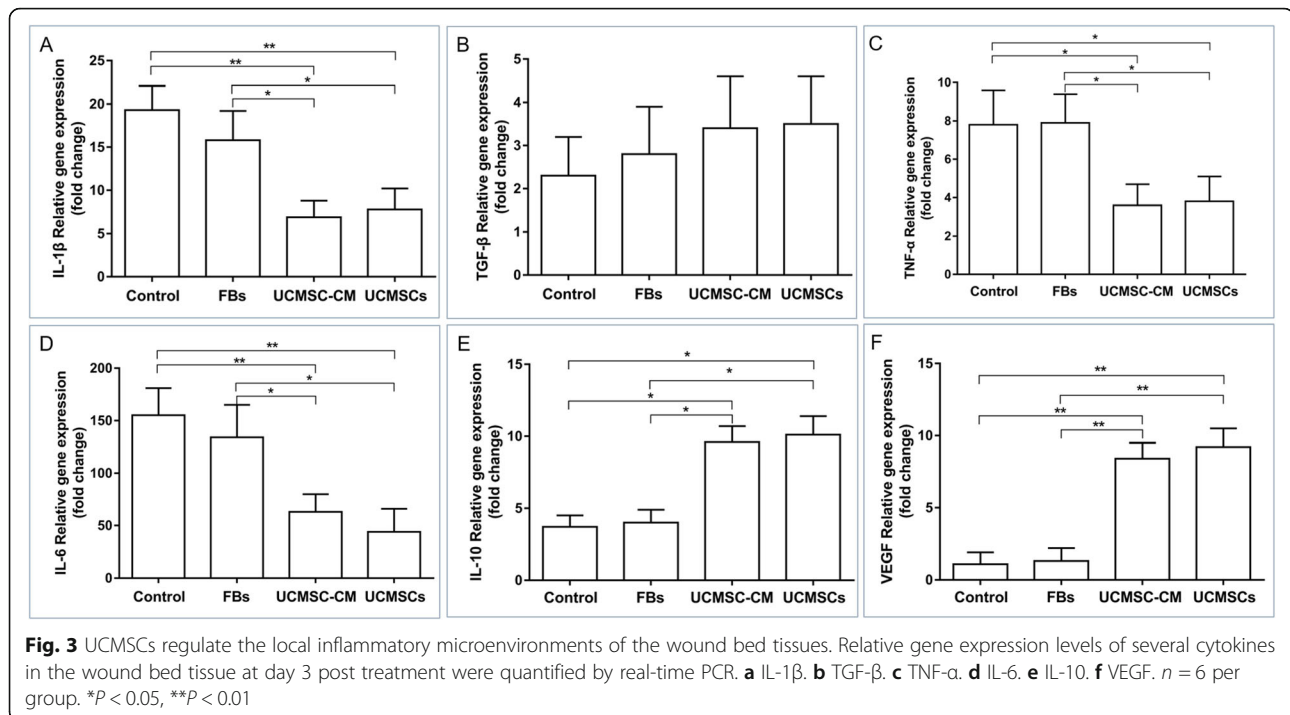 A
IL-1β Relative gene expression
(fold change)
25
20
15
10
5
0
**
**
*
*
Control FBs UCMSC-CM UCMSCs
B
TGF-β Relative gene expression
(fold change)
5
4
3
2
1
0
Control FBs UCMSC-CM UCMSCs
C
TNF-α Relative gene expression
(fold change)
10
8
6
4
2
0
*
*
*
*
Control FBs UCMSC-CM UCMSCs
D
IL-6 Relative gene expression
(fold change)
200
150
100
50
0
**
**
*
*
Control FBs UCMSC-CM UCMSCs
E
IL-10 Relative gene expression
(fold change)
15
10
5
0
*
*
*
*
Control FBs UCMSC-CM UCMSCs
F
VEGF Relative gene expression
(fold change)
15
10
5
0
**
**
**
**
Control FBs UCMSC-CM UCMSCs
Fig. 3 UCMSCs regulate the local inflammatory microenvironments of the wound bed tissues. Relative gene expression levels of several cytokines
in the wound bed tissue at day 3 post treatment were quantified by real-time PCR. a IL-1β. b TGF-β. c TNF-α. d IL-6. e IL-10. f VEGF. n = 6 per
group. *P < 0.05, **P < 0.01